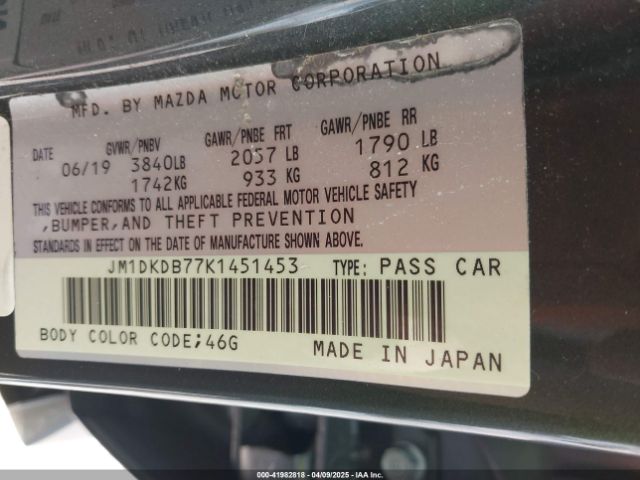 MFD. BY MAZDA MOTOR CORPORATION
DATE GVWR/PNBV GAWR/PNBE FRT GAWR/PNBE RR
06/19 3840LB 2057 LB 1790 LB
1742KG 933 KG 812 KG
THIS VEHICLE CONFORMS TO ALL APPLICABLE FEDERAL MOTOR VEHICLE SAFETY
,BUMPER,AND THEFT PREVENTION
STANDARDS IN EFFECT ON THE DATE OF MANUFACTURE SHOWN ABOVE.
JM1DKDB77K1451453 TYPE: PASS CAR
BODY COLOR CODE;46G
MADE IN JAPAN
000-41982818 - 04/09/2025 - IAA Inc.